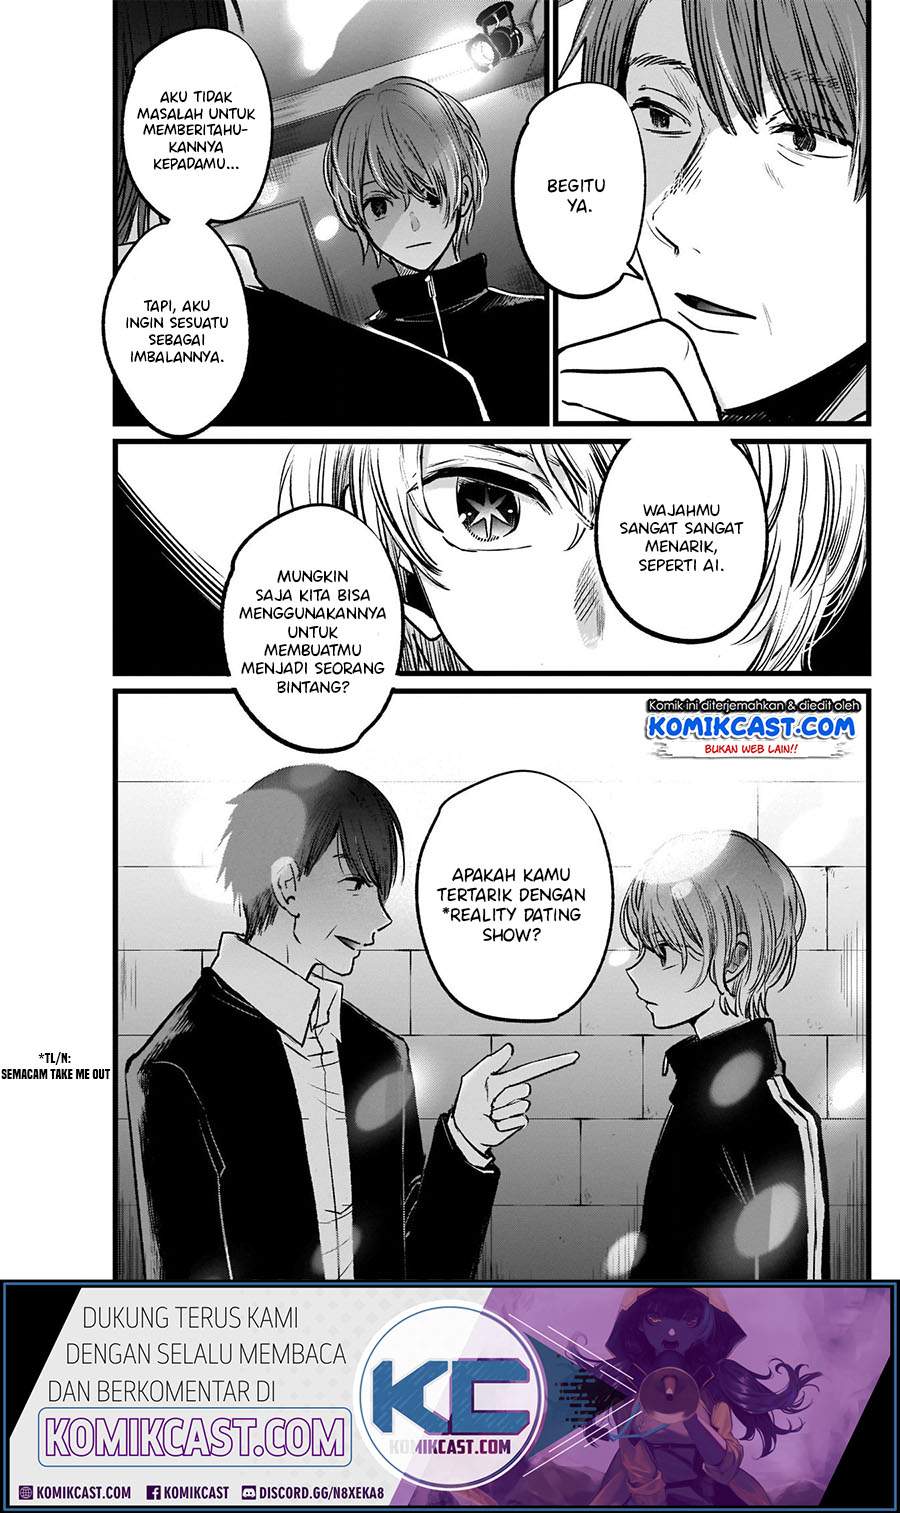 BEGITU
YA.
AKU TIDAK
MASALAH UNTUK
MEMBERITAHU-
KANNYA
KEPADAMU...
TAPI, AKU
INGIN SESUATU
SEBAGAI
IMBALANNYA.
WAJAHMU
SANGAT SANGAT
MENARIK,
SEPERTI AI.
MUNGKIN
SAJA KITA BISA
MENGGUNAKANNYA
UNTUK
MEMBUATMU
MENJADI SEORANG
BINTANG?
Komik ini diterjemahkan & diedit oleh
KOMIKCAST.COM
BUKAN WEB LAIN!!
APAKAH KAMU
TERTARIK DENGAN
*REALITY DATING
SHOW?
*TL/N:
SEMACAM TAKE ME OUT
DUKUNG TERUS KAMI
DENGAN SELALU MEMBACA
DAN BERKOMENTAR DI
KOMIKCAST.COM
KC
KOMIKCAST.COM
KOMIKCAST.COM
KOMIKCAST
DISCORD.GG/N8XEKA8